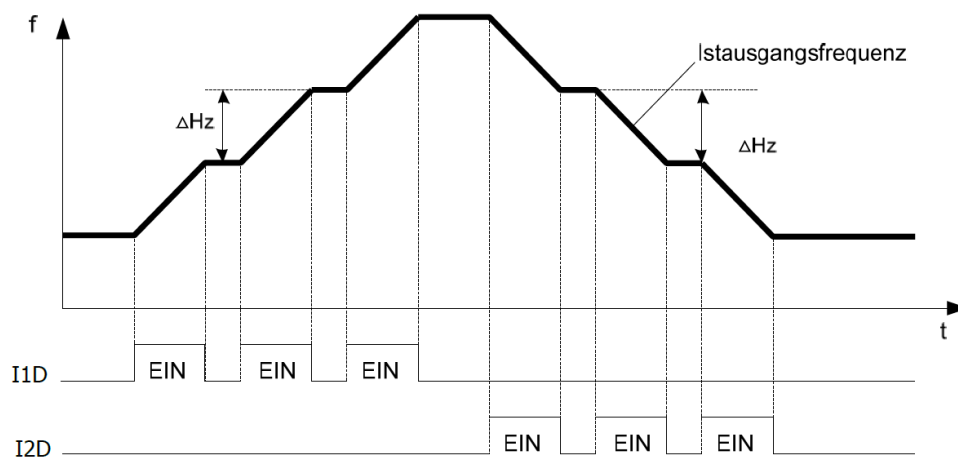 f
Istausgangsfrequenz
ΔHz
ΔHz
t
I1D
EIN
EIN
EIN
I2D
EIN
EIN
EIN